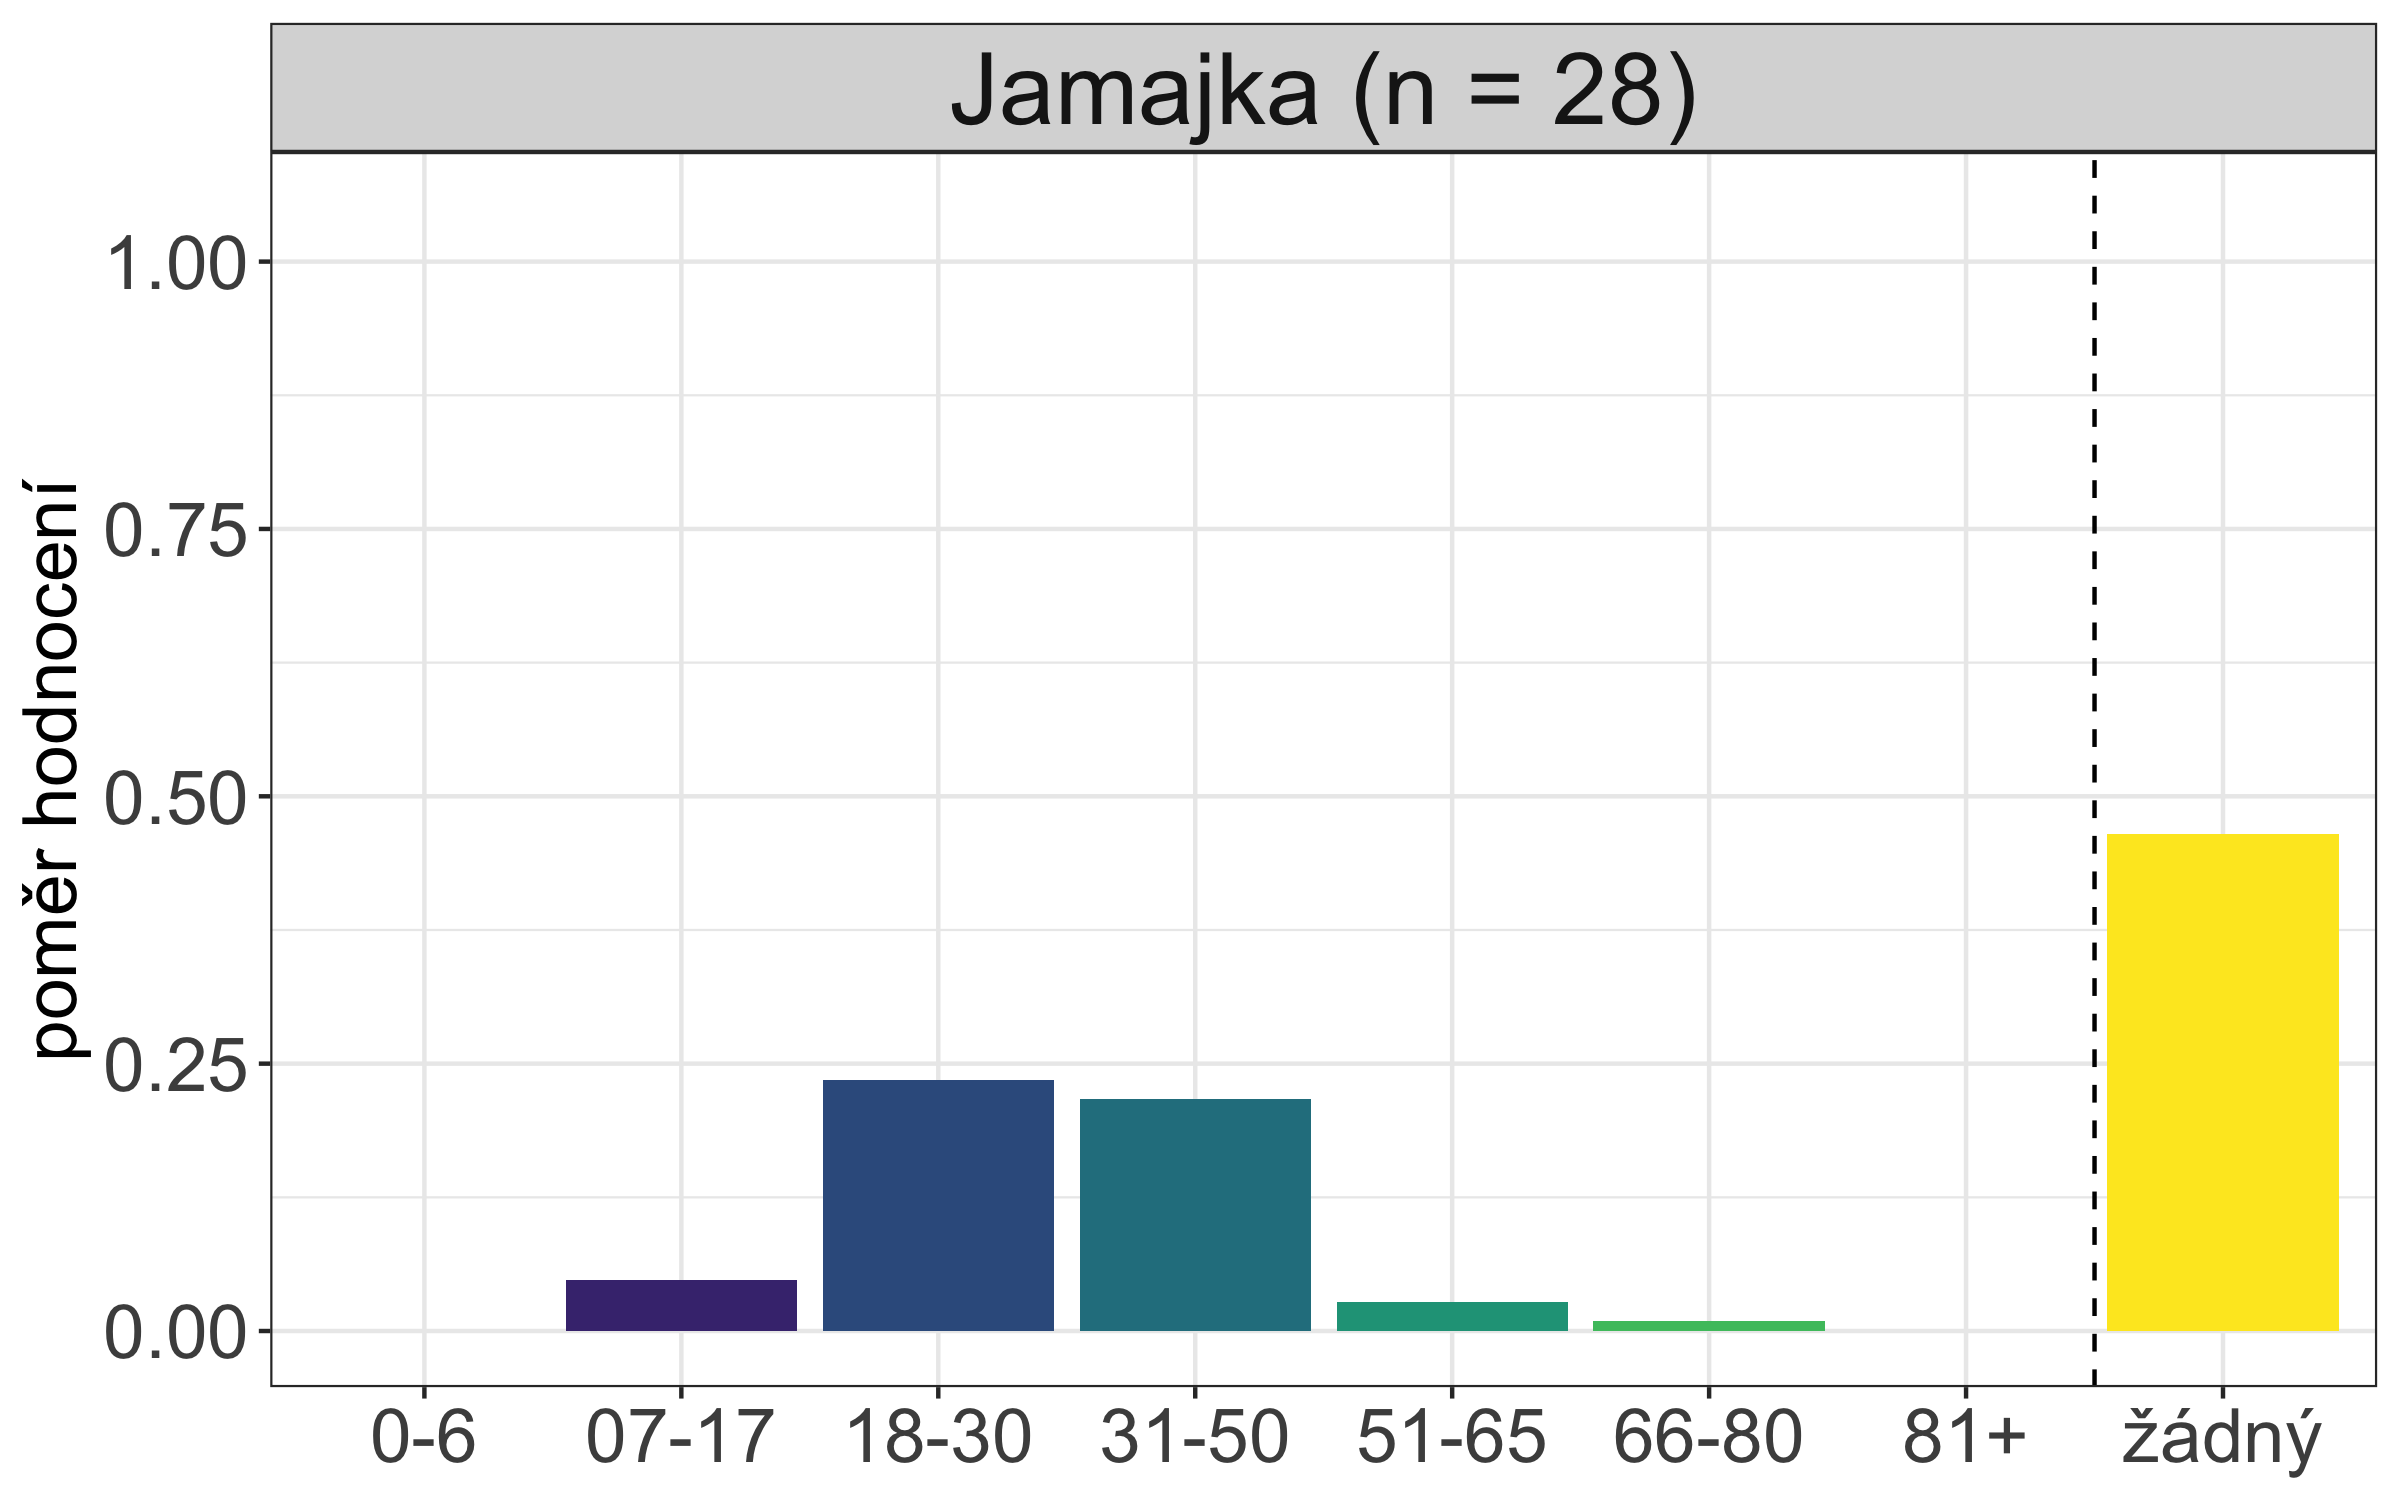 Jamajka (n = 28)
poměr hodnocení
1.00
0.75
0.50
0.25
0.00
0-6 07-17 18-30 31-50 51-65 66-80 81+ žádný